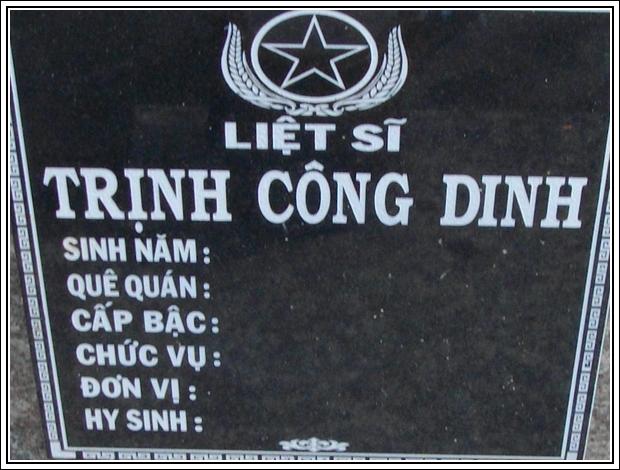 LIỆT SĨ
TRỊNH CÔNG DINH
SINH NĂM :
QUÊ QUÁN :
CẤP BẬC :
CHỨC VỤ :
ĐƠN VỊ :
HY SINH :